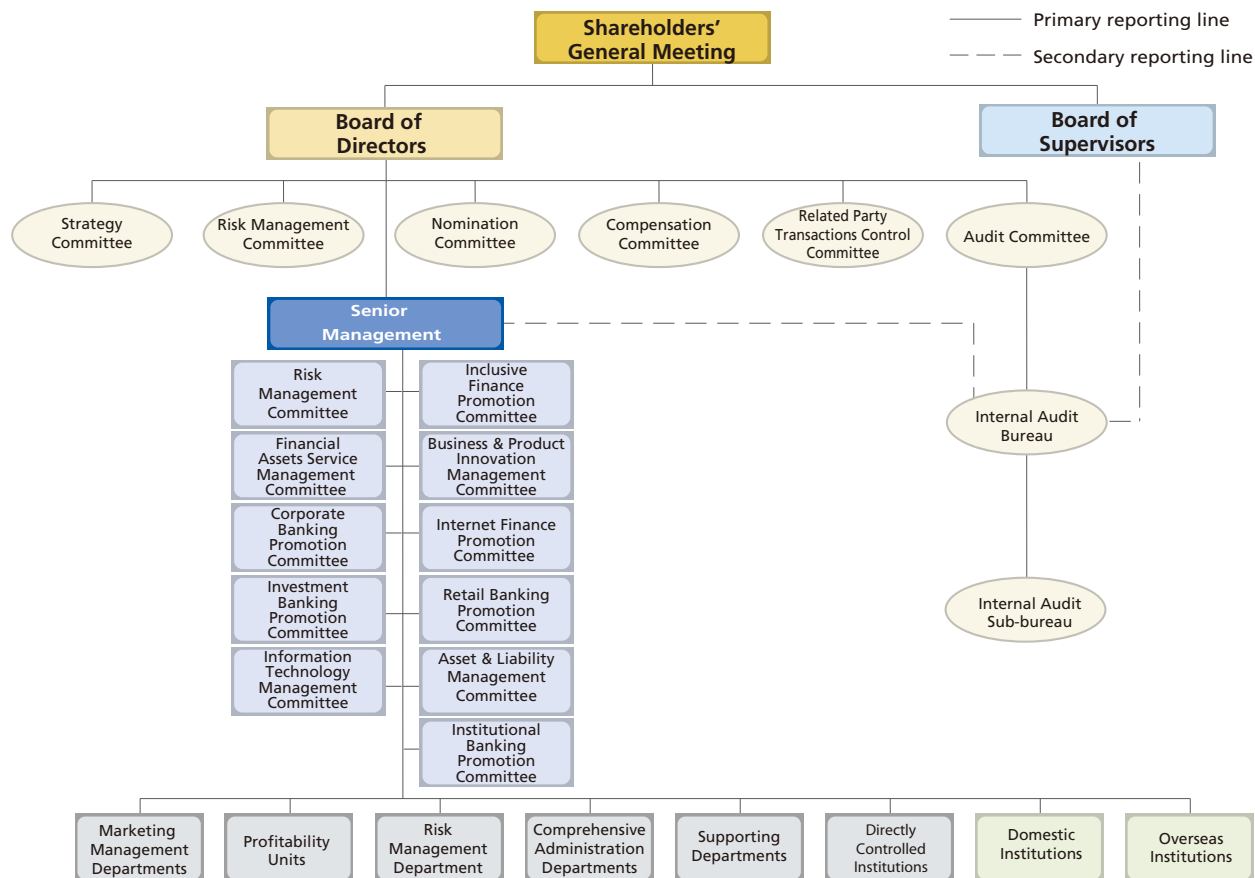 Shareholders'
General Meeting
Primary reporting line
Secondary reporting line
Board of
Directors
Board of
Supervisors
Strategy
Committee
Risk Management
Committee
Nomination
Committee
Compensation
Committee
Related Party
Transactions Control
Committee
Audit Committee
Senior
Management
Risk
Management
Committee
Inclusive
Finance
Promotion
Committee
Internal Audit
Bureau
Financial
Assets Service
Management
Committee
Business & Product
Innovation
Management
Committee
Corporate
Banking
Promotion
Committee
Internet Finance
Promotion
Committee
Investment
Banking
Promotion
Committee
Retail Banking
Promotion
Committee
Internal Audit
Sub-bureau
Information
Technology
Management
Committee
Asset & Liability
Management
Committee
Institutional
Banking
Promotion
Committee
Marketing
Management
Departments
Profitability
Units
Risk
Management
Department
Comprehensive
Administration
Departments
Supporting
Departments
Directly
Controlled
Institutions
Domestic
Institutions
Overseas
Institutions